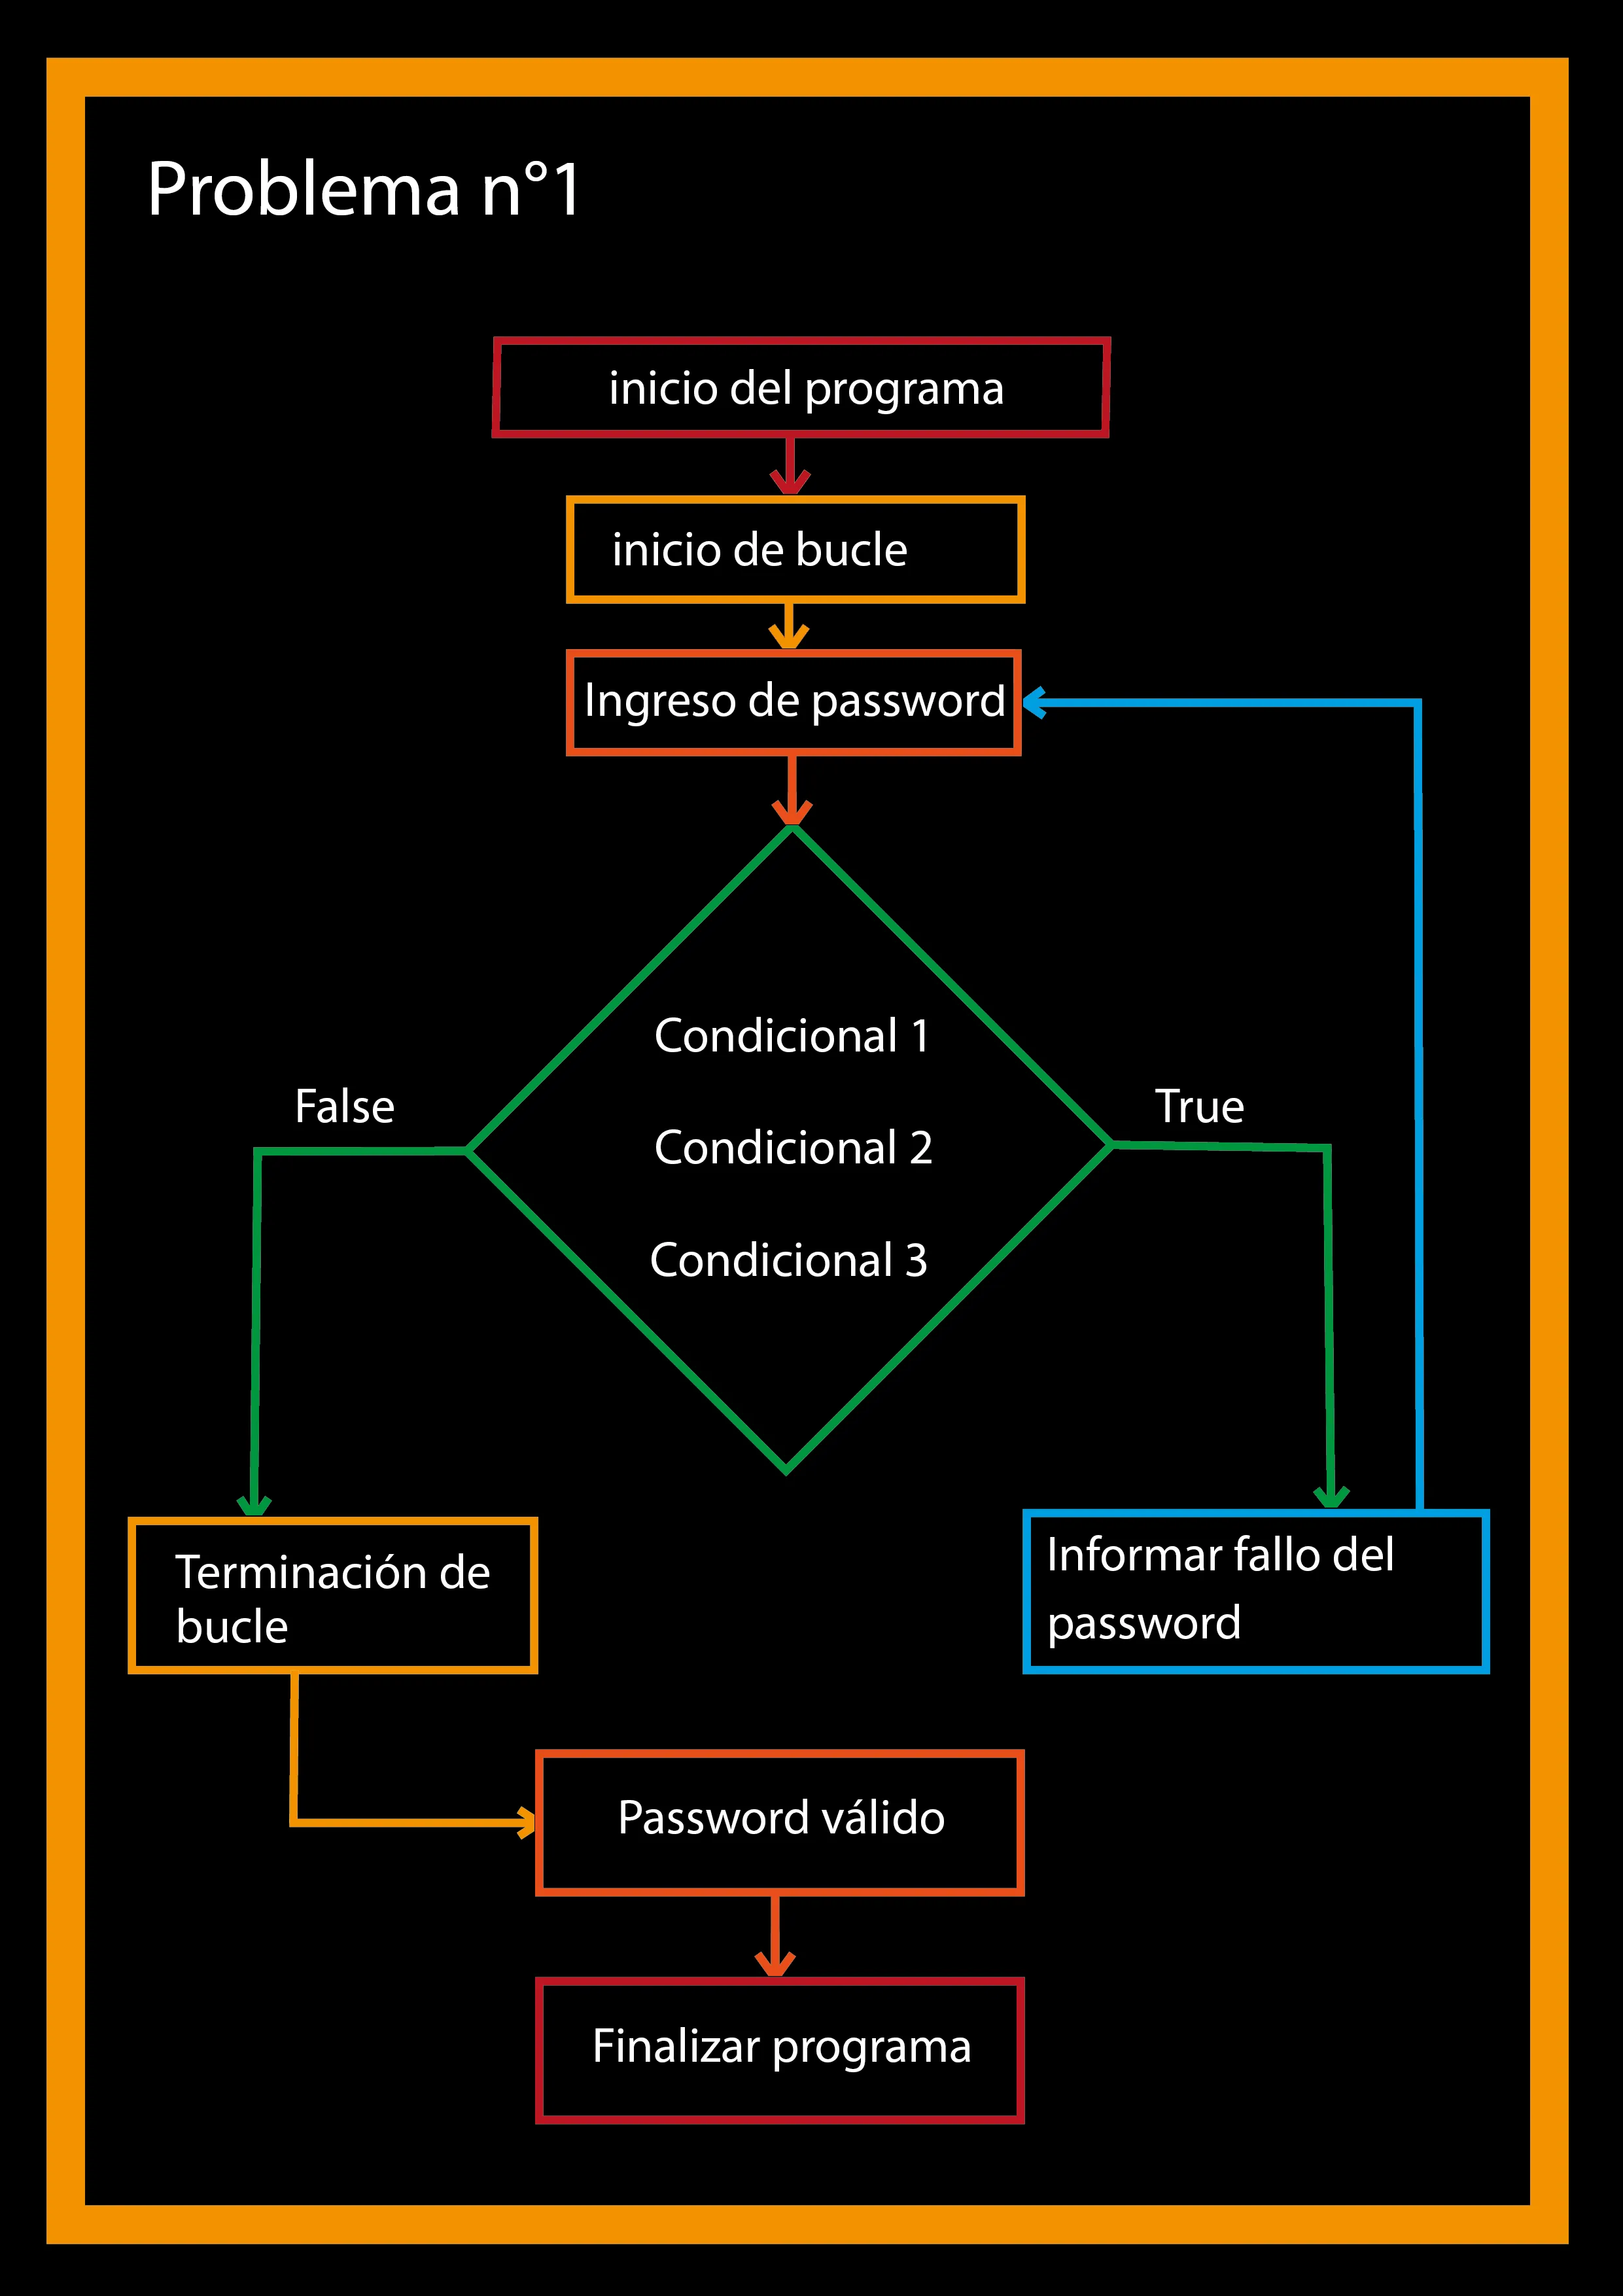 Problema n°1
inicio del programa
inicio de bucle
Ingreso de password
Condicional 1
False
True
Condicional 2
Condicional 3
Terminación de
bucle
Informar fallo del
password
Password válido
Finalizar programa